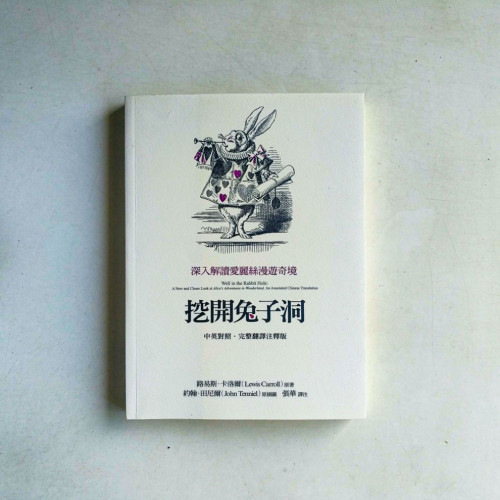 深入解讀愛麗絲漫遊奇境
Well in the Rabbit Hole:
A New and Closer Look at Alice's Adventures in Wonderland. An Annotated Chinese Translation
挖開兔子洞
中英對照・完整翻譯注釋版
路易斯・卡洛爾(Lewis Carroll) 原著
約翰・田尼爾(John Tenniel) 原插圖 張華 譯注